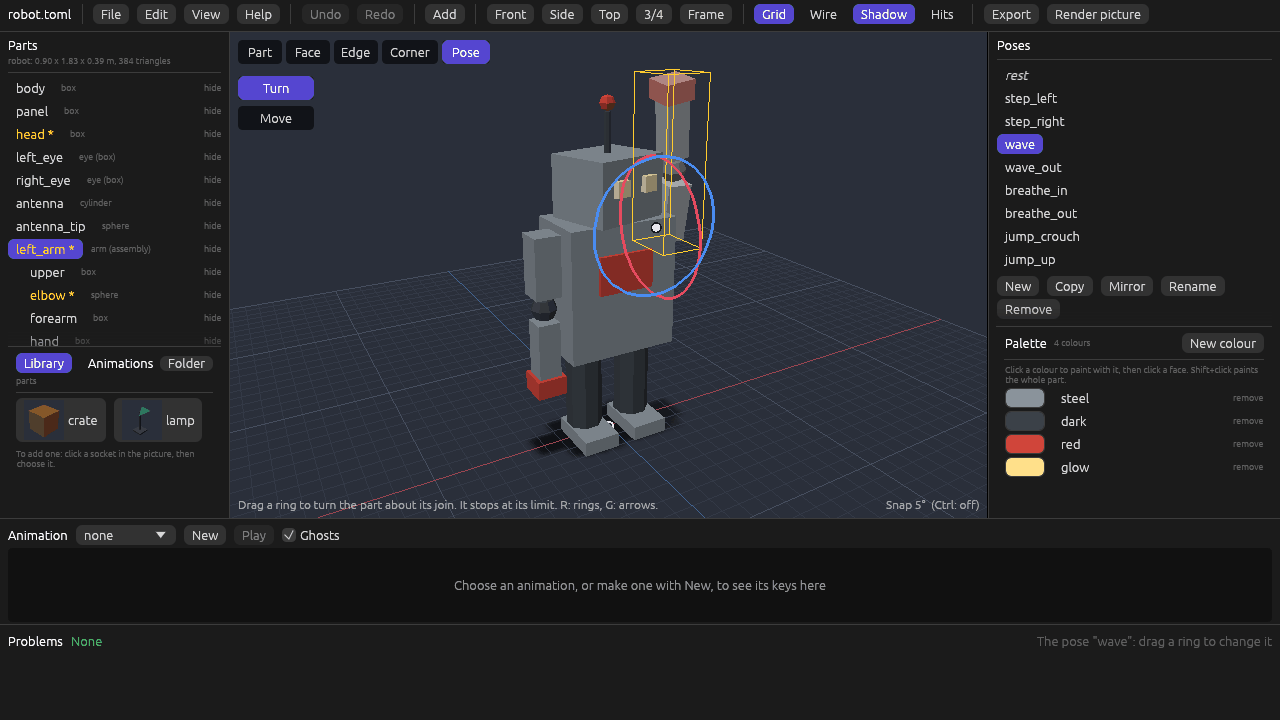 robot.toml File Edit View Help Undo Redo Add Front Side Top 3/4 Frame Grid Wire Shadow Hits Export Render picture
Parts
robot: 0.90 x 1.83 x 0.39 m, 384 triangles
body box hide
panel box hide
head * box hide
left_eye eye (box) hide
right_eye eye (box) hide
antenna cylinder hide
antenna_tip sphere hide
left_arm * arm (assembly) hide
upper box hide
elbow * sphere hide
forearm box hide
hand box hide
Library Animations Folder
parts
crate lamp
To add one: click a socket in the picture, then
choose it.
Part Face Edge Corner Pose
Turn
Move
Drag a ring to turn the part about its join. It stops at its limit. R: rings, G: arrows.
Snap 5° (Ctrl: off)
Poses
rest
step_left
step_right
wave
wave_out
breathe_in
breathe_out
jump_crouch
jump_up
New Copy Mirror Rename
Remove
Palette 4 colours New colour
Click a colour to paint with it, then click a face. Shift+click paints
the whole part.
steel remove
dark remove
red remove
glow remove
Animation none New Play Ghosts
Choose an animation, or make one with New, to see its keys here
Problems None
The pose "wave": drag a ring to change it